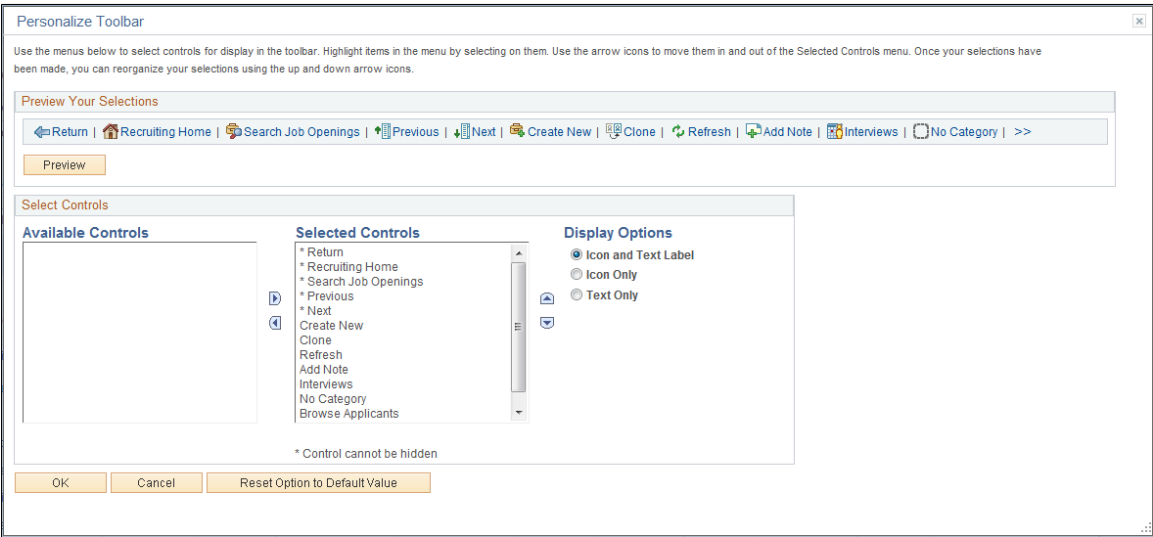 Personalize Toolbar
Use the menus below to select controls for display in the toolbar. Highlight items in the menu by selecting on them. Use the arrow icons to move them in and out of the Selected Controls menu. Once your selections have
been made, you can reorganize your selections using the up and down arrow icons.
Preview Your Selections
Return | Recruiting Home | Search Job Openings | Previous | Next | Create New | Clone | Refresh | Add Note | Interviews | No Category | >>
Preview
Select Controls
Available Controls
Selected Controls
* Return
* Recruiting Home
* Search Job Openings
* Previous
* Next
Create New
Clone
Refresh
Add Note
Interviews
No Category
Browse Applicants
* Control cannot be hidden
Display Options
Icon and Text Label
Icon Only
Text Only
OK
Cancel
Reset Option to Default Value